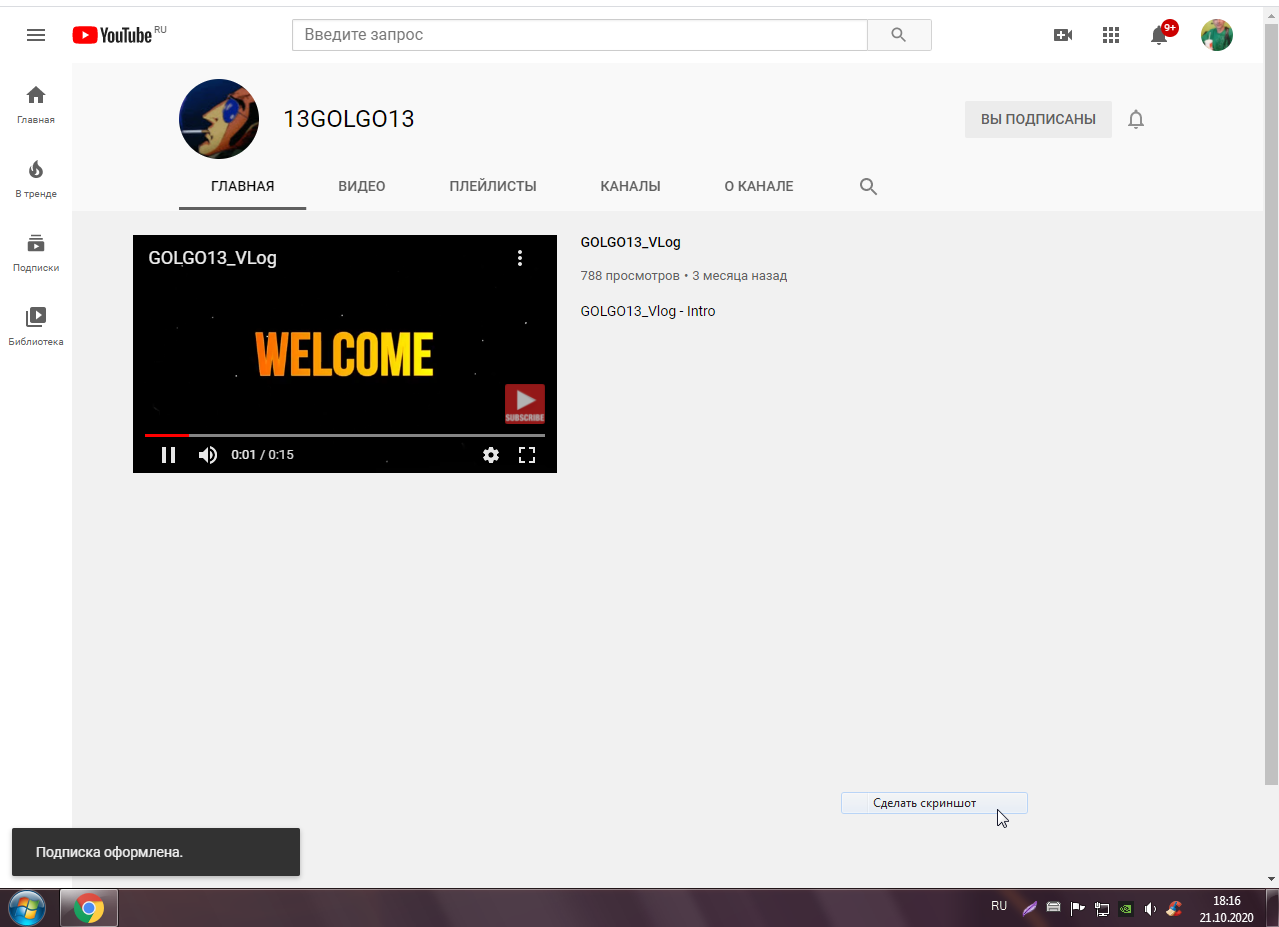 YouTube RU
Введите запрос
9+
Главная
В тренде
Подписки
Библиотека
13GOLGO13
ВЫ ПОДПИСАНЫ
ГЛАВНАЯ ВИДЕО ПЛЕЙЛИСТЫ КАНАЛЫ О КАНАЛЕ
GOLGO13_VLog
WELCOME
SUBSCRIBE
0:01 / 0:15
GOLGO13_VLog
788 просмотров • 3 месяца назад
GOLGO13_Vlog - Intro
Сделать скриншот
Подписка оформлена.
RU
18:16
21.10.2020